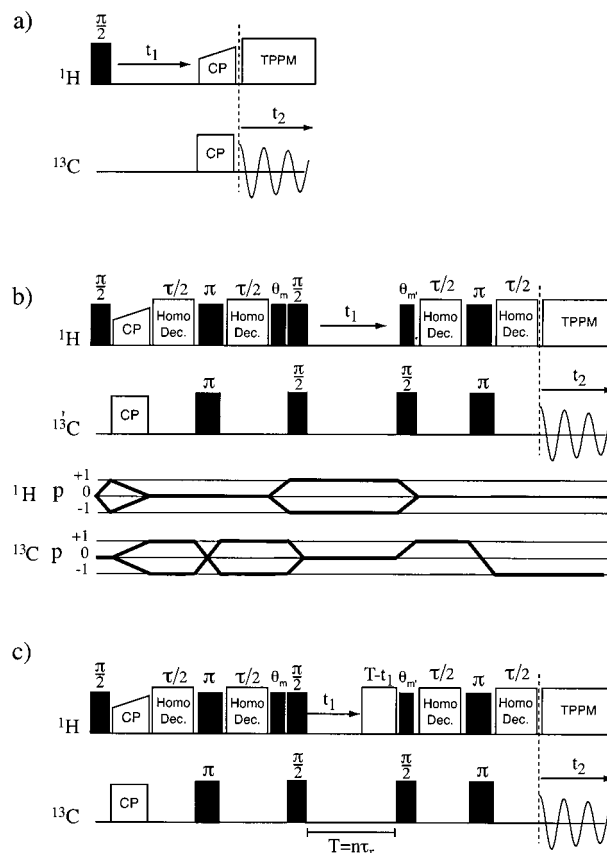 a)
π/2 t₁ CP TPPM
¹H
t₂
¹³C CP
b)
π/2 τ/2 π τ/2 θₘ π/2 θₘ' τ/2 π τ/2
¹H CP Homo Dec. Homo Dec. t₁ Homo Dec. Homo Dec. TPPM
π π/2 π/2 π t₂
¹³C CP
¹H p +1 0 -1
¹³C p +1 0 -1
c)
π/2 τ/2 π τ/2 θₘ π/2 T-t₁ θₘ' τ/2 π τ/2
¹H CP Homo Dec. Homo Dec. t₁ Homo Dec. Homo Dec. TPPM
π π/2 π/2 π t₂
¹³C CP
T=nτᵣ